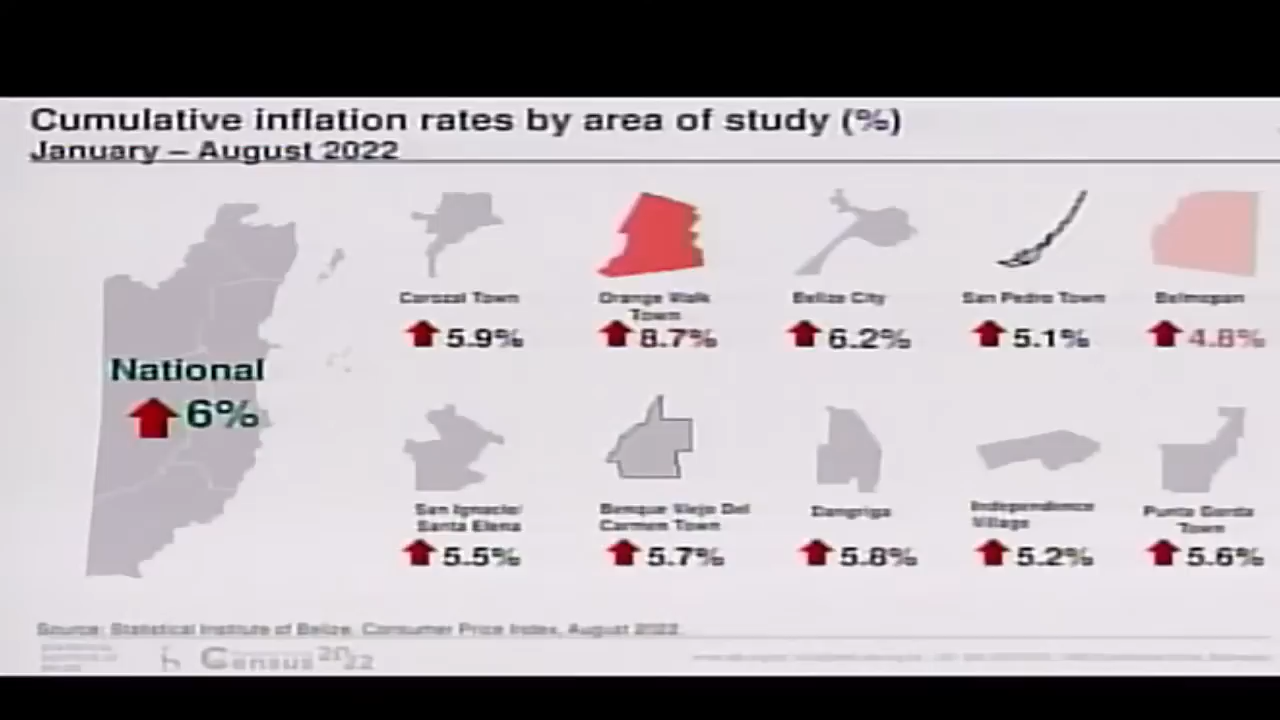 Cumulative inflation rates by area of study (%)
January – August 2022
National
6%
Corozal Town
5.9%
Orange Walk
Town
8.7%
Belize City
6.2%
San Pedro Town
5.1%
Belmopan
4.8%
San Ignacio/
Santa Elena
5.5%
Benque Viejo Del
Carmen Town
5.7%
Dangriga
5.8%
Independence
Village
5.2%
Punta Gorda
Town
5.6%
Source: Statistical Institute of Belize, Consumer Price Index, August 2022
Census 2022